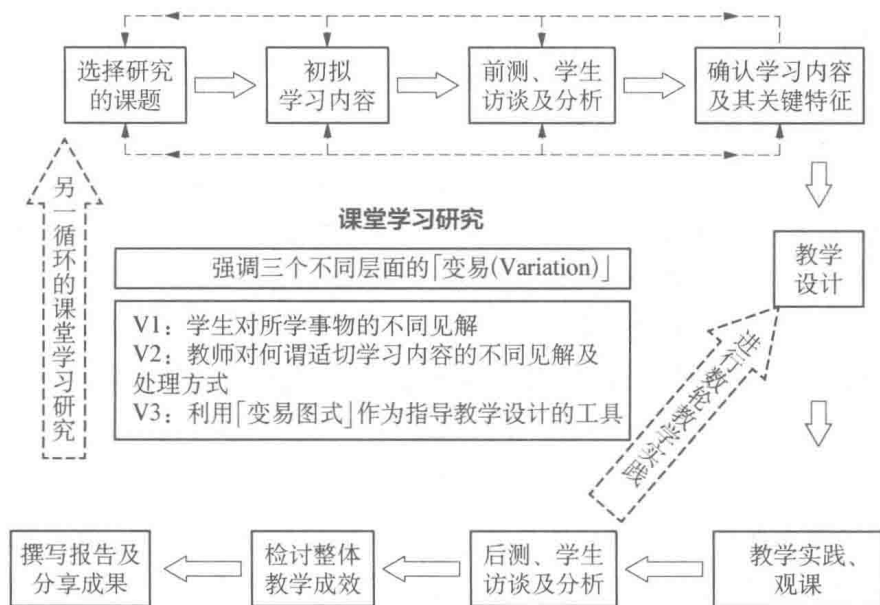 选择研究
的课题
初拟
学习内容
前测、学生
访谈及分析
确认学习内容
及其关键特征
另一循环的课堂学习研究
课堂学习研究
强调三个不同层面的「变易(Variation)」
教学
设计
V1：学生对所学事物的不同见解
V2：教师对何谓适切学习内容的不同见解及
处理方式
V3：利用「变易图式」作为指导教学设计的工具
进行数轮教学实践
撰写报告及
分享成果
检讨整体
教学成效
后测、学生
访谈及分析
教学实践、
观课